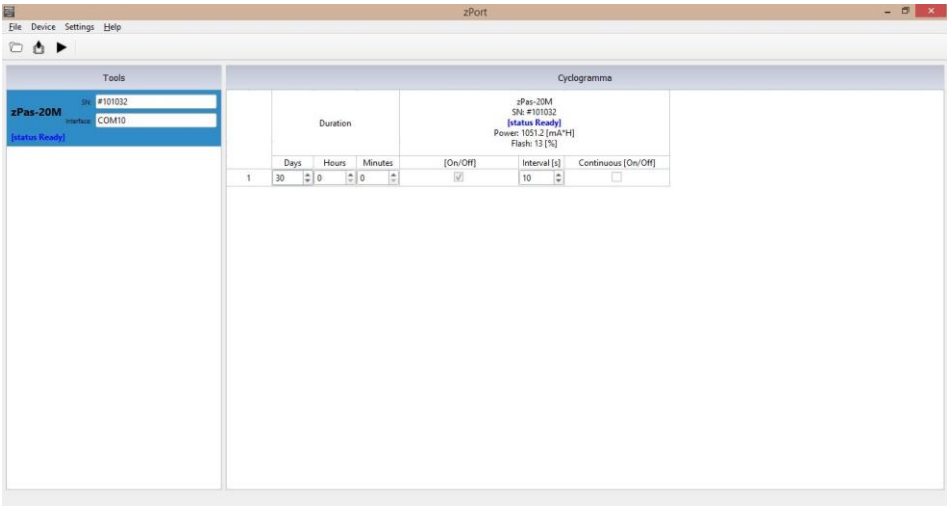 zPort
File Device Settings Help
Tools
SN: #101032
zPas-20M
Interface: COM10
[status Ready]
Cyclogramma
Duration
zPas-20M
SN: #101032
[status Ready]
Power: 1051.2 [mA*H]
Flash: 13 [%]
Days Hours Minutes [On/Off] Interval [s] Continuous [On/Off]
1 30 0 0 10